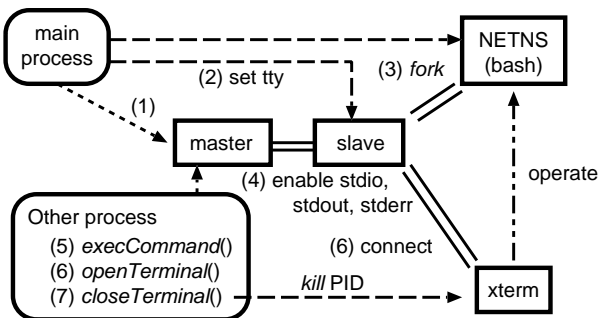 main
process
NETNS
(bash)
(3) fork
(2) set tty
(1)
master
slave
(4) enable stdio,
stdout, stderr
operate
Other process
(5) execCommand()
(6) openTerminal()
(7) closeTerminal()
(6) connect
kill PID
xterm